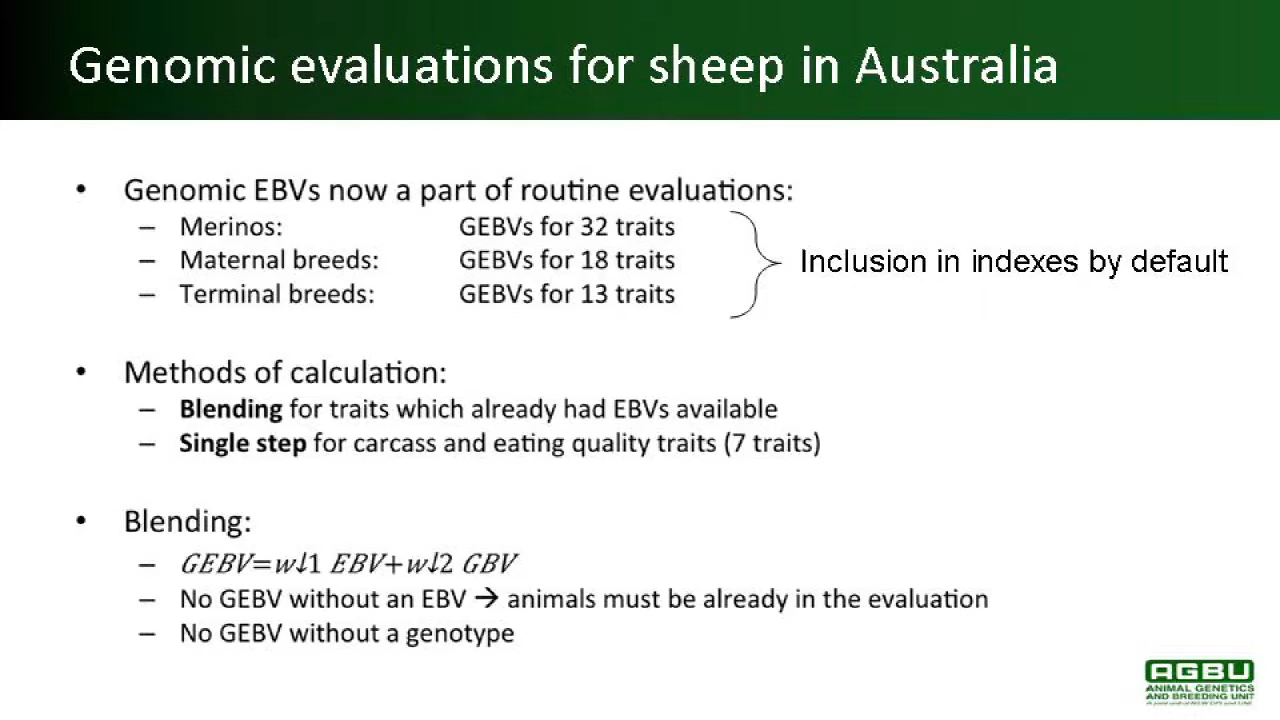 Genomic evaluations for sheep in Australia
• Genomic EBVs now a part of routine evaluations:
– Merinos: GEBVs for 32 traits
– Maternal breeds: GEBVs for 18 traits
– Terminal breeds: GEBVs for 13 traits
Inclusion in indexes by default
• Methods of calculation:
– Blending for traits which already had EBVs available
– Single step for carcass and eating quality traits (7 traits)
• Blending:
– GEBV=w↓1 EBV+w↓2 GBV
– No GEBV without an EBV → animals must be already in the evaluation
– No GEBV without a genotype
AGBU
ANIMAL GENETICS
AND BREEDING UNIT